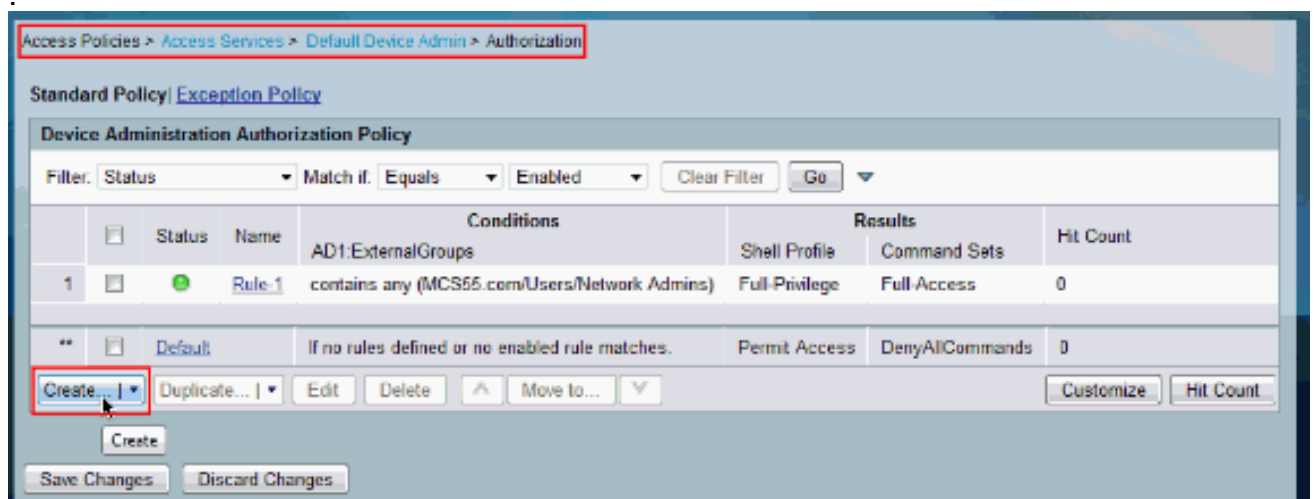 .
Access Policies > Access Services > Default Device Admin > Authorization
Standard Policy| Exception Policy
Device Administration Authorization Policy
Filter: Status Match if: Equals Enabled Clear Filter Go
Status Name Conditions Results Hit Count
AD1:ExternalGroups Shell Profile Command Sets
1 Rule-1 contains any (MCS55.com/Users/Network Admins) Full-Privilege Full-Access 0
** Default If no rules defined or no enabled rule matches. Permit Access DenyAllCommands 0
Create... | Duplicate... | Edit Delete Move to... Customize Hit Count
Create
Save Changes Discard Changes